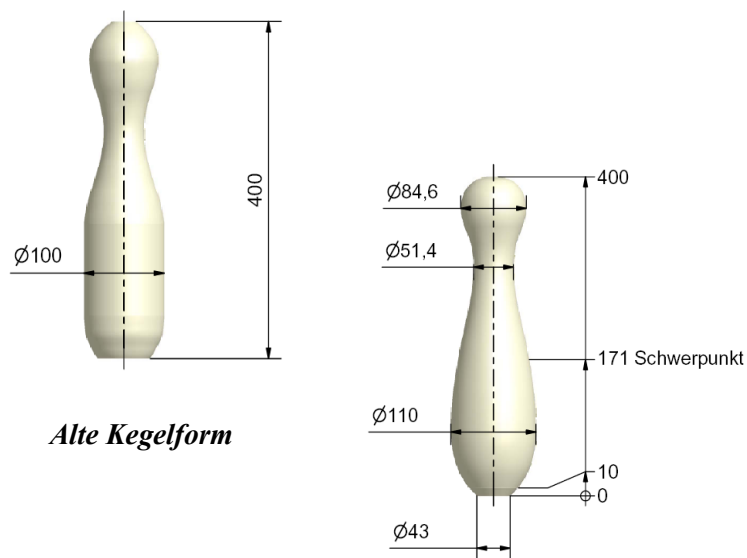 400
Ø100
Alte Kegelform
400
Ø84,6
Ø51,4
171 Schwerpunkt
Ø110
10
0
Ø43